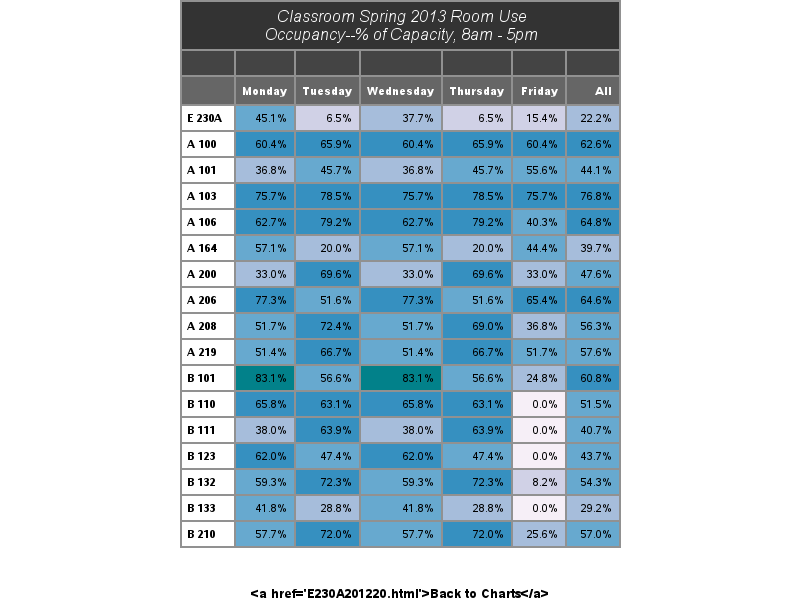 Classroom Spring 2013 Room Use
Occupancy--% of Capacity, 8am - 5pm
Monday Tuesday Wednesday Thursday Friday All
E 230A 45.1% 6.5% 37.7% 6.5% 15.4% 22.2%
A 100 60.4% 65.9% 60.4% 65.9% 60.4% 62.6%
A 101 36.8% 45.7% 36.8% 45.7% 55.6% 44.1%
A 103 75.7% 78.5% 75.7% 78.5% 75.7% 76.8%
A 106 62.7% 79.2% 62.7% 79.2% 40.3% 64.8%
A 164 57.1% 20.0% 57.1% 20.0% 44.4% 39.7%
A 200 33.0% 69.6% 33.0% 69.6% 33.0% 47.6%
A 206 77.3% 51.6% 77.3% 51.6% 65.4% 64.6%
A 208 51.7% 72.4% 51.7% 69.0% 36.8% 56.3%
A 219 51.4% 66.7% 51.4% 66.7% 51.7% 57.6%
B 101 83.1% 56.6% 83.1% 56.6% 24.8% 60.8%
B 110 65.8% 63.1% 65.8% 63.1% 0.0% 51.5%
B 111 38.0% 63.9% 38.0% 63.9% 0.0% 40.7%
B 123 62.0% 47.4% 62.0% 47.4% 0.0% 43.7%
B 132 59.3% 72.3% 59.3% 72.3% 8.2% 54.3%
B 133 41.8% 28.8% 41.8% 28.8% 0.0% 29.2%
B 210 57.7% 72.0% 57.7% 72.0% 25.6% 57.0%
&lt;a href='E230A201220.html'&gt;Back to Charts&lt;/a&gt;